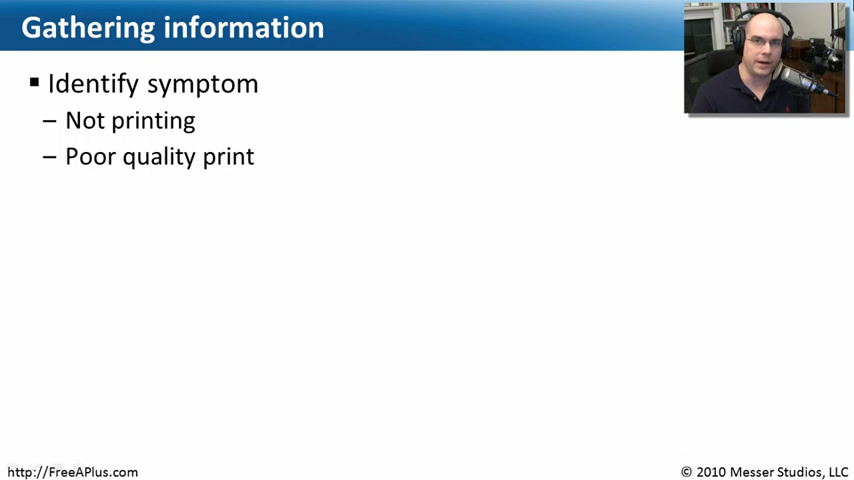 Gathering information
▪ Identify symptom
– Not printing
– Poor quality print
http://FreeAPlus.com
© 2010 Messer Studios, LLC